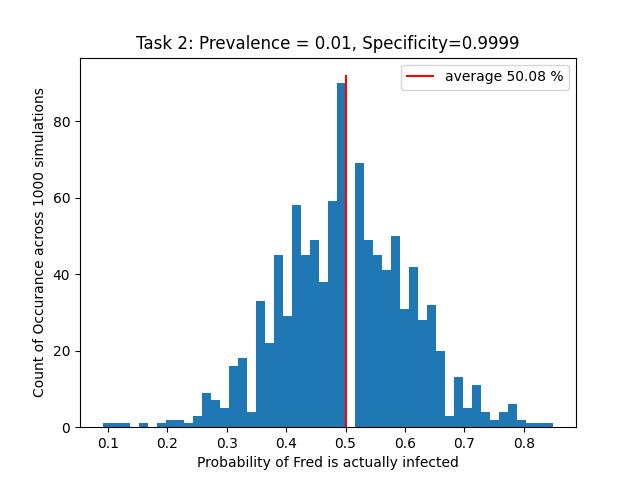 Task 2: Prevalence = 0.01, Specificity=0.9999
average 50.08 %
Count of Occurance across 1000 simulations
80
60
40
20
0
0.1 0.2 0.3 0.4 0.5 0.6 0.7 0.8
Probability of Fred is actually infected